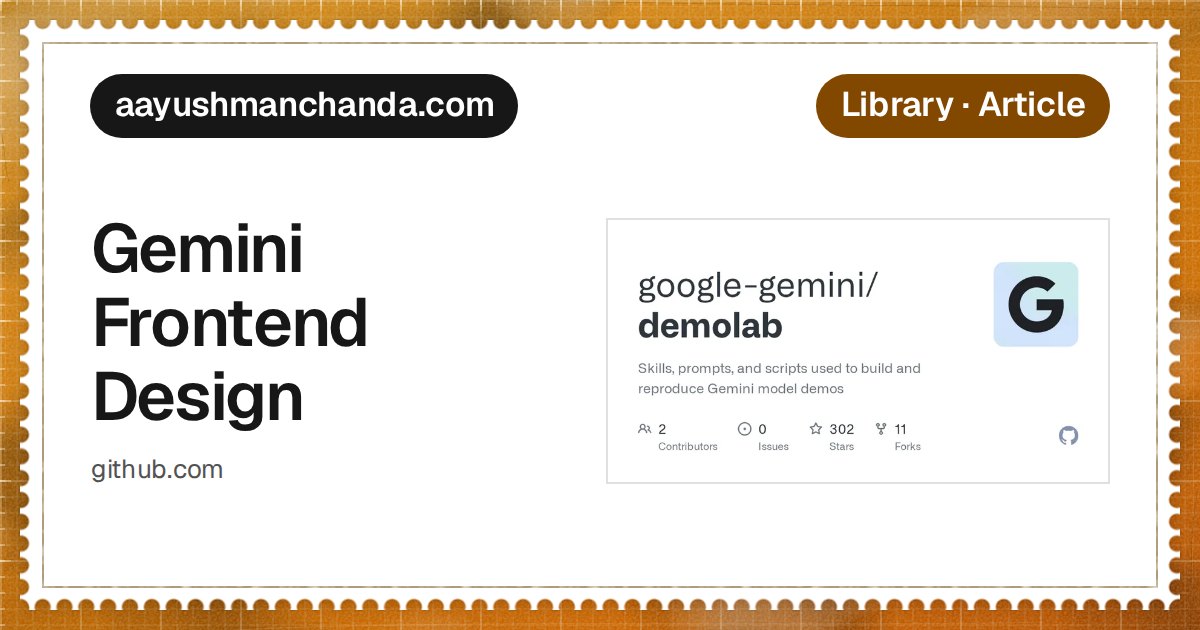 aayushmanchanda.com
Library · Article
Gemini
Frontend
Design
github.com
google-gemini/
demolab
Skills, prompts, and scripts used to build and
reproduce Gemini model demos
2 0 302 11
Contributors Issues Stars Forks